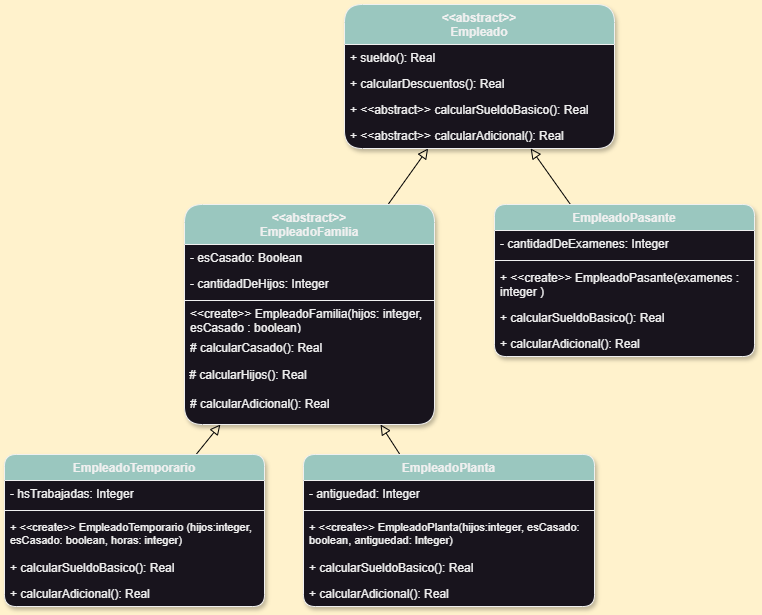 <<abstract>>
Empleado
+ sueldo(): Real
+ calcularDescuentos(): Real
+ <<abstract>> calcularSueldoBasico(): Real
+ <<abstract>> calcularAdicional(): Real
<<abstract>>
EmpleadoFamilia
- esCasado: Boolean
- cantidadDeHijos: Integer
<<create>> EmpleadoFamilia(hijos: integer,
esCasado : boolean)
# calcularCasado(): Real
# calcularHijos(): Real
# calcularAdicional(): Real
EmpleadoPasante
- cantidadDeExamenes: Integer
+ <<create>> EmpleadoPasante(examenes :
integer )
+ calcularSueldoBasico(): Real
+ calcularAdicional(): Real
EmpleadoTemporario
- hsTrabajadas: Integer
+ <<create>> EmpleadoTemporario (hijos:integer,
esCasado: boolean, horas: integer)
+ calcularSueldoBasico(): Real
+ calcularAdicional(): Real
EmpleadoPlanta
- antiguedad: Integer
+ <<create>> EmpleadoPlanta(hijos:integer, esCasado:
boolean, antiguedad: Integer)
+ calcularSueldoBasico(): Real
+ calcularAdicional(): Real